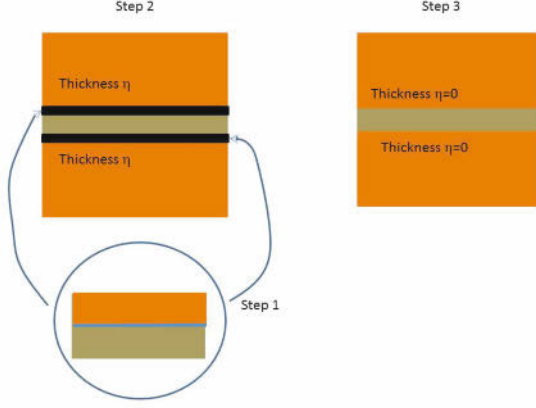 Step 2
Step 3
Thickness η
Thickness η=0
Thickness η
Thickness η=0
Step 1